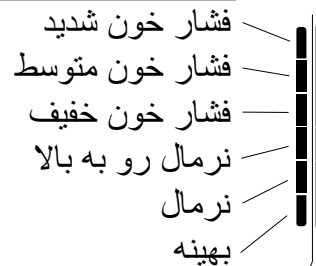 فشار خون شدید
فشار خون متوسط
فشار خون خفیف
نرمال رو به بالا
نرمال
بهینه